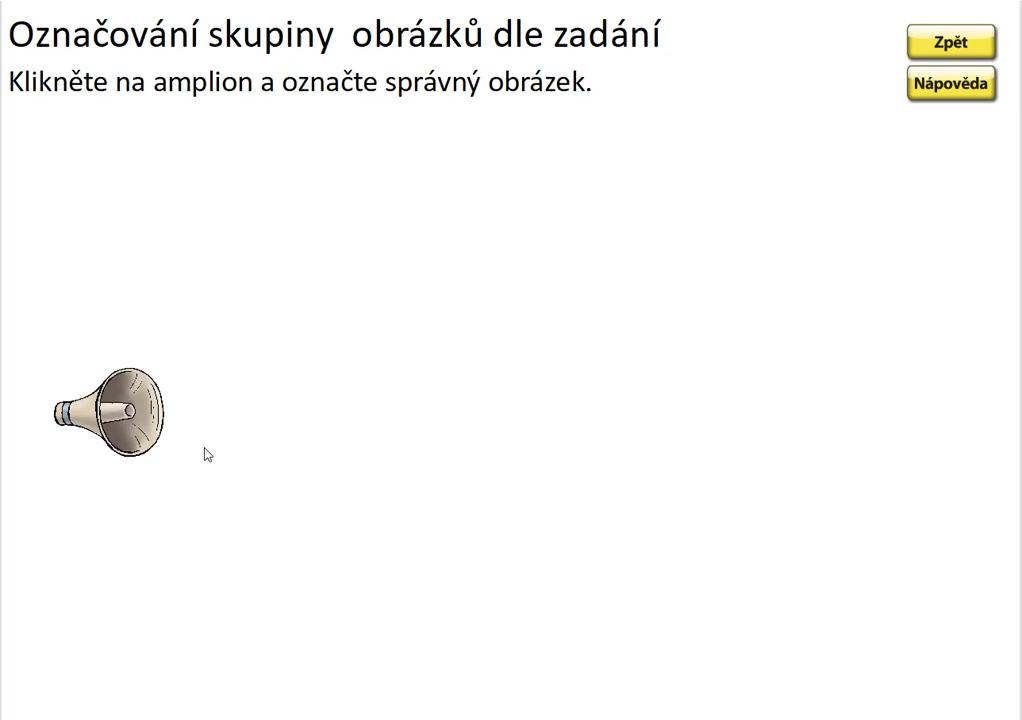 Označování skupiny  obrázků dle zadání
Klikněte na amplion a označte správný obrázek.
Zpět
Nápověda